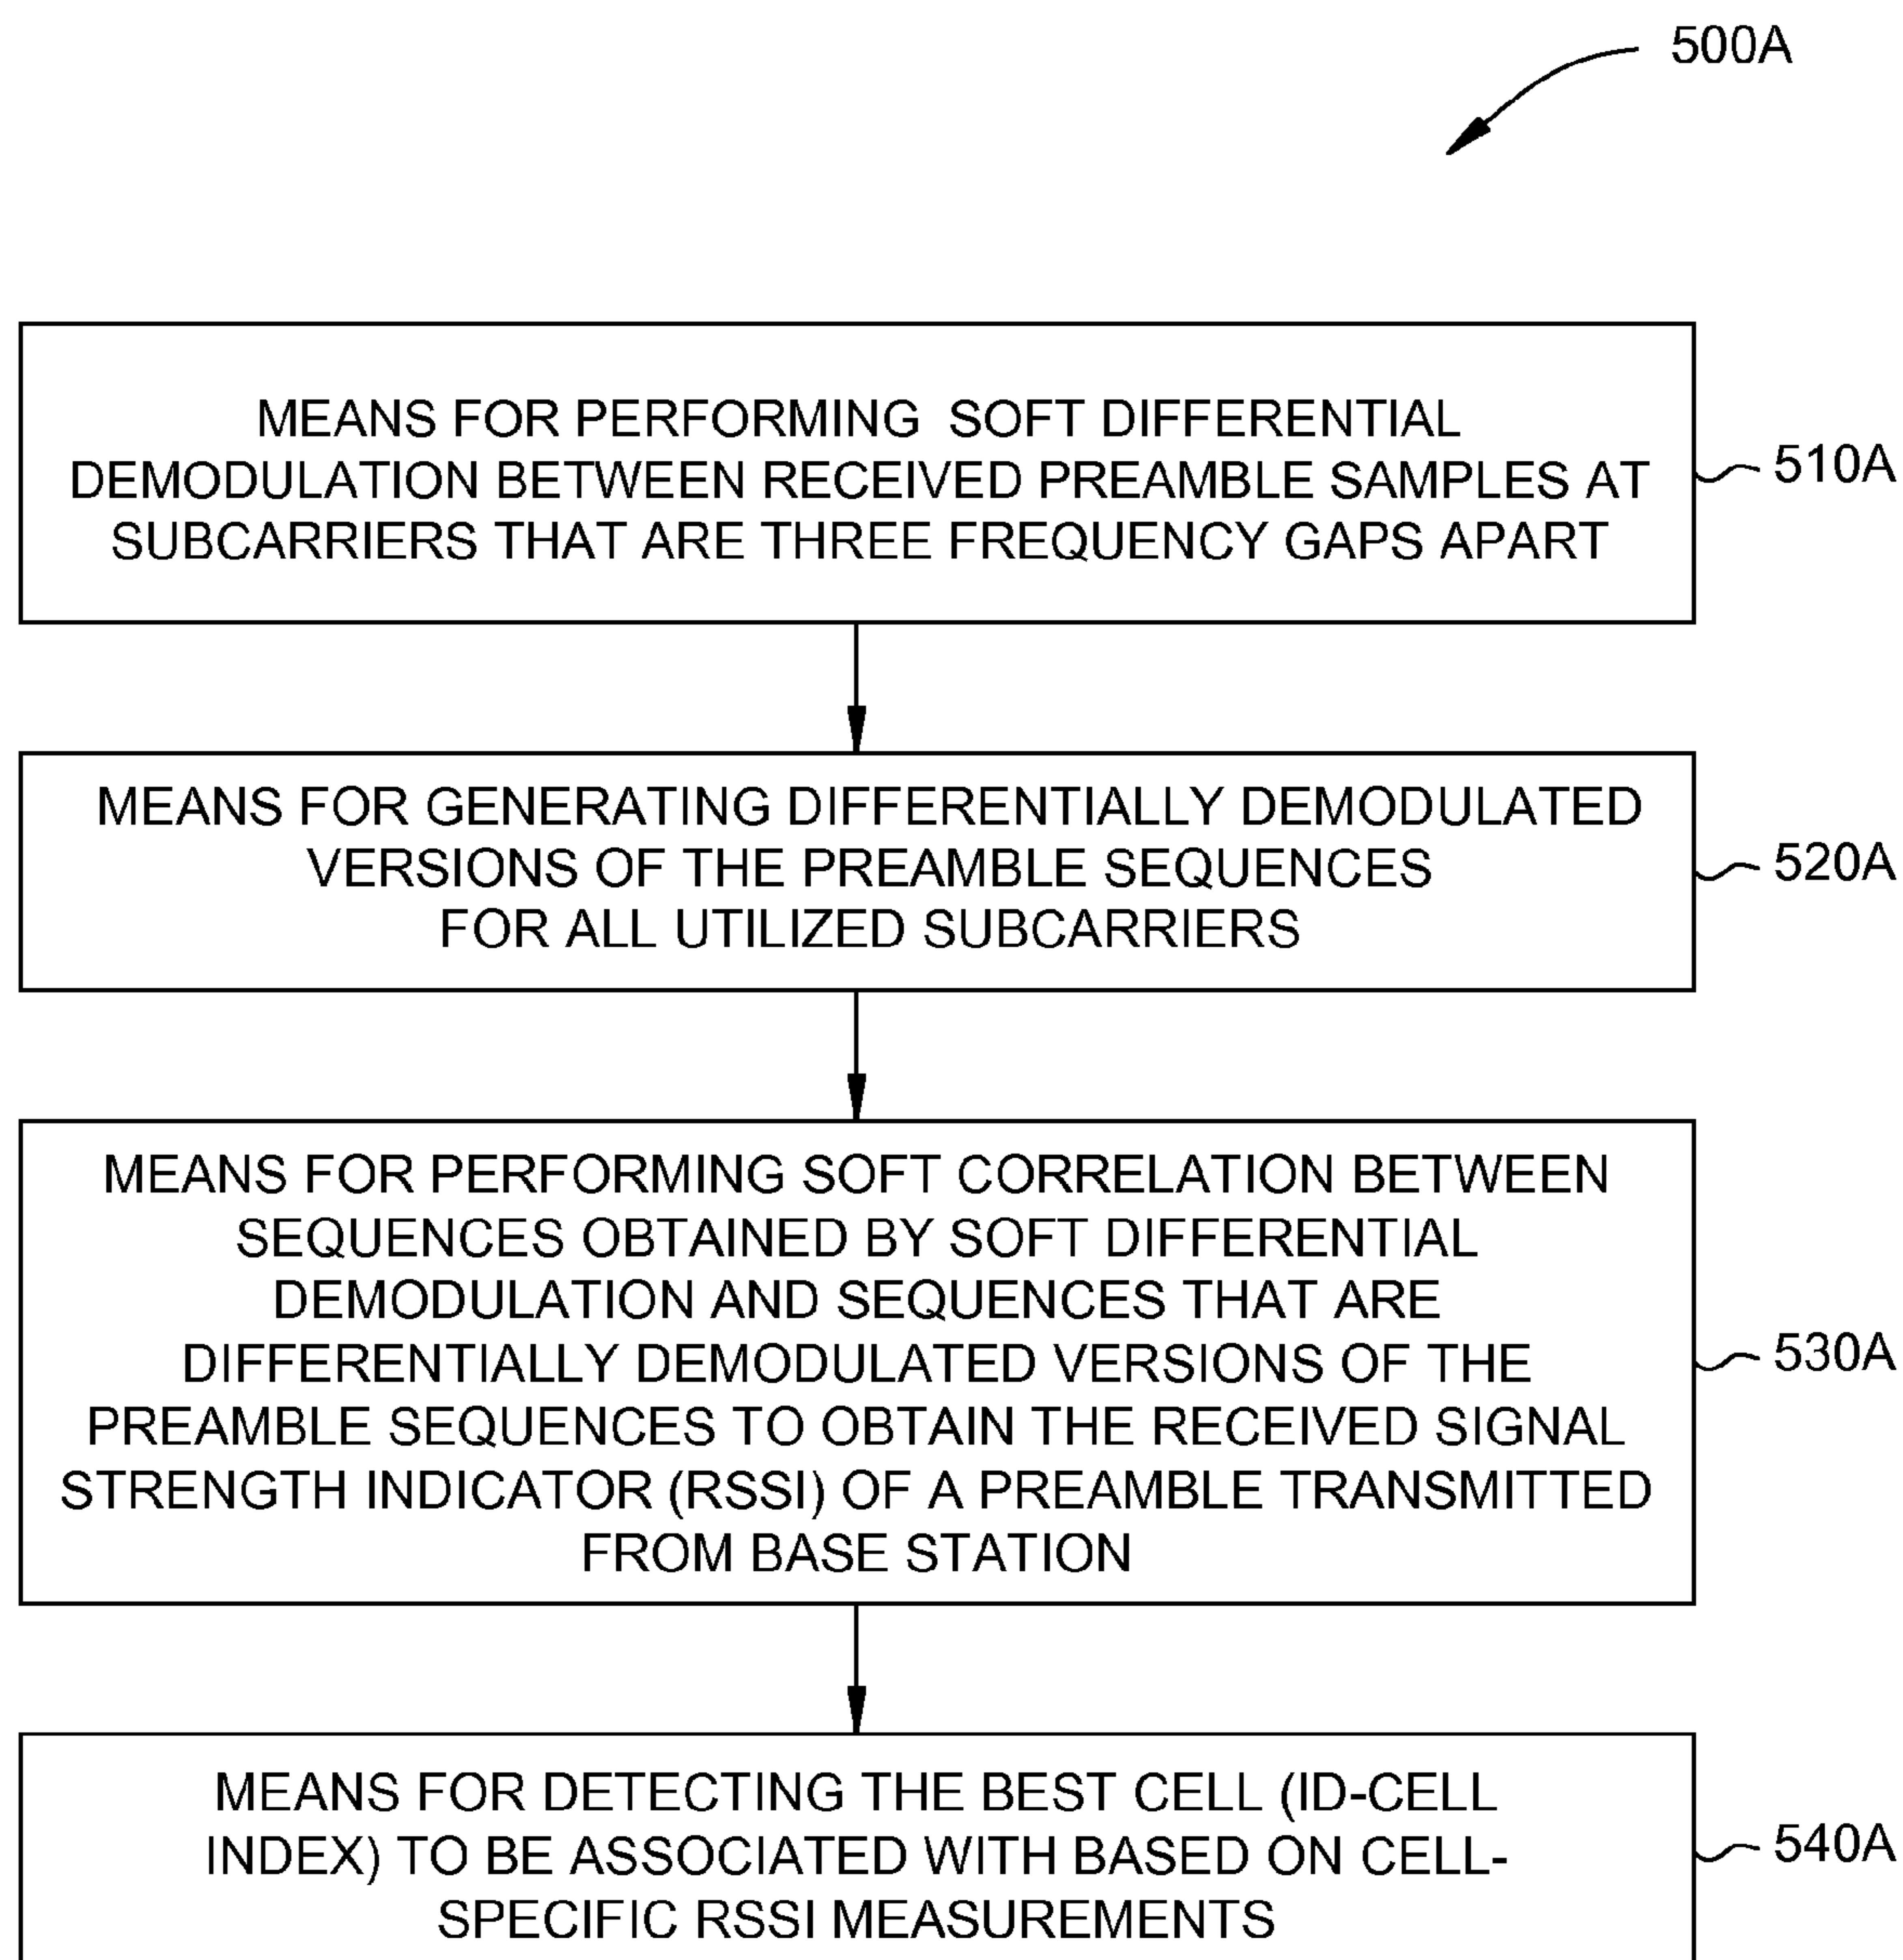 500A
MEANS FOR PERFORMING SOFT DIFFERENTIAL
DEMODULATION BETWEEN RECEIVED PREAMBLE SAMPLES AT
SUBCARRIERS THAT ARE THREE FREQUENCY GAPS APART
510A
MEANS FOR GENERATING DIFFERENTIALLY DEMODULATED
VERSIONS OF THE PREAMBLE SEQUENCES
FOR ALL UTILIZED SUBCARRIERS
520A
MEANS FOR PERFORMING SOFT CORRELATION BETWEEN
SEQUENCES OBTAINED BY SOFT DIFFERENTIAL
DEMODULATION AND SEQUENCES THAT ARE
DIFFERENTIALLY DEMODULATED VERSIONS OF THE
PREAMBLE SEQUENCES TO OBTAIN THE RECEIVED SIGNAL
STRENGTH INDICATOR (RSSI) OF A PREAMBLE TRANSMITTED
FROM BASE STATION
530A
MEANS FOR DETECTING THE BEST CELL (ID-CELL
INDEX) TO BE ASSOCIATED WITH BASED ON CELL-
SPECIFIC RSSI MEASUREMENTS
540A